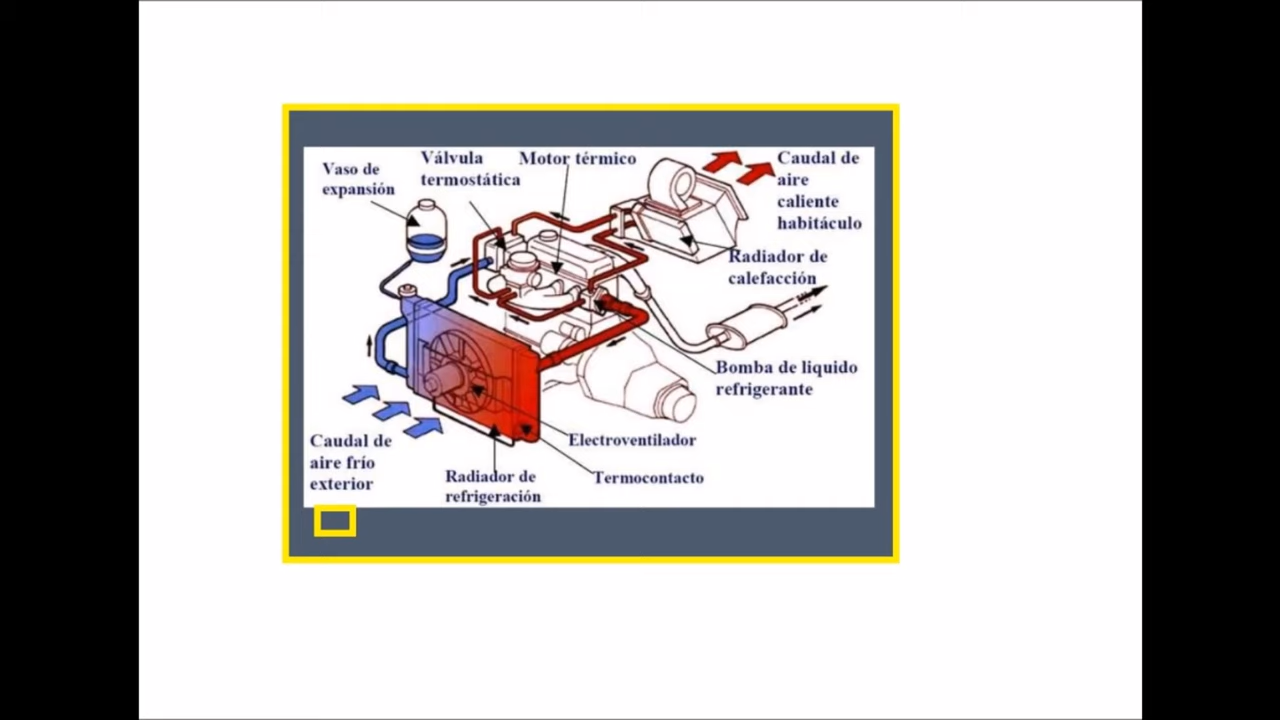 Vaso de
expansión
Válvula
termostática
Motor térmico
Caudal de
aire
caliente
habitáculo
Radiador de
calefacción
Bomba de liquido
refrigerante
Electroventilador
Termocontacto
Radiador de
refrigeración
Caudal de
aire frío
exterior